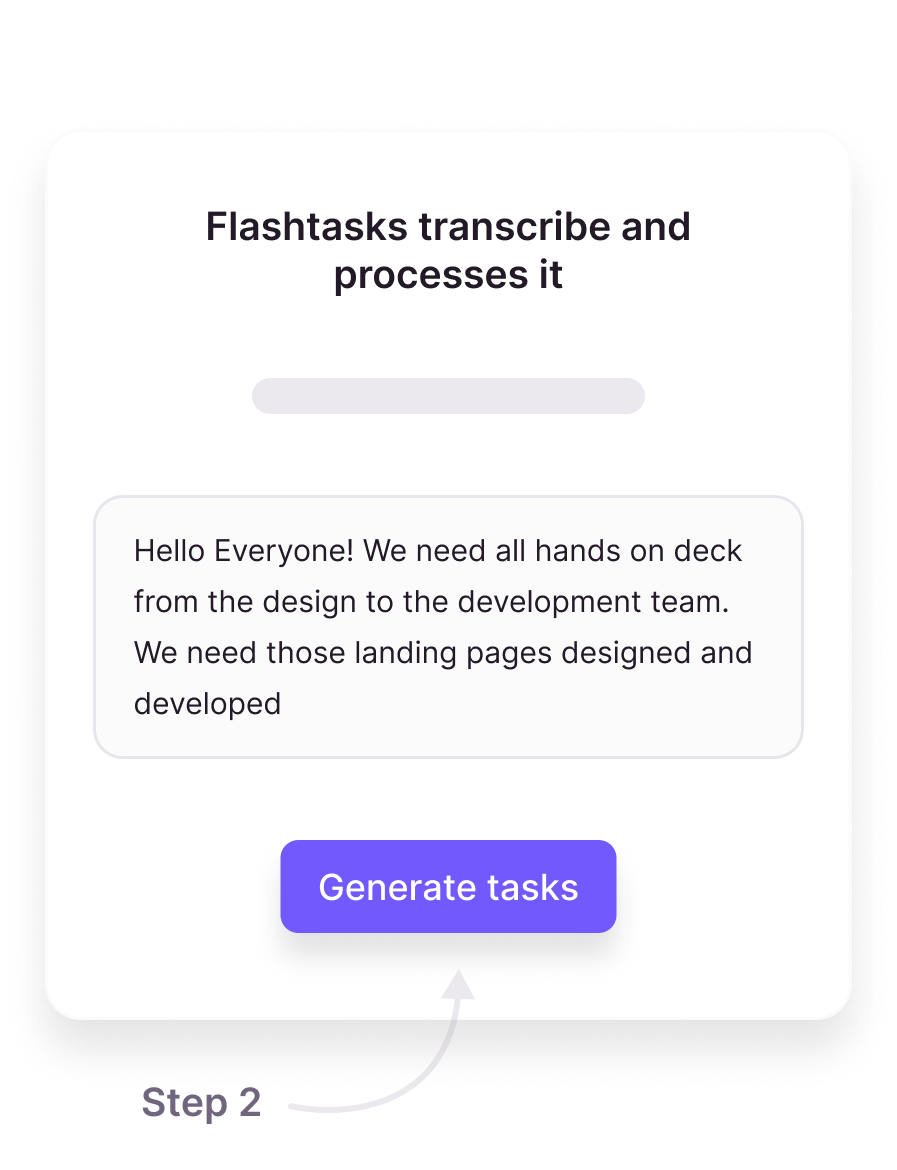 Flashtasks transcribe and
processes it
Hello Everyone! We need all hands on deck
from the design to the development team.
We need those landing pages designed and
developed
Generate tasks
Step 2